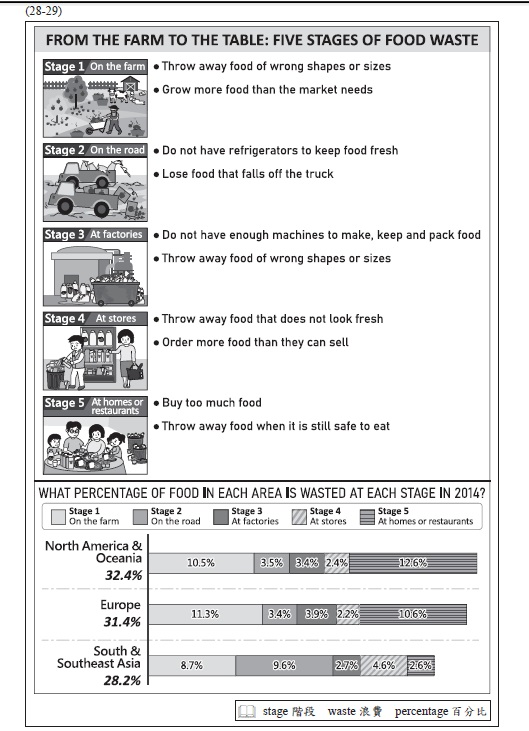 (28-29)
FROM THE FARM TO THE TABLE: FIVE STAGES OF FOOD WASTE
Stage 1 On the farm
• Throw away food of wrong shapes or sizes
• Grow more food than the market needs
Stage 2 On the road
• Do not have refrigerators to keep food fresh
• Lose food that falls off the truck
Stage 3 At factories
• Do not have enough machines to make, keep and pack food
• Throw away food of wrong shapes or sizes
Stage 4 At stores
• Throw away food that does not look fresh
• Order more food than they can sell
Stage 5 At homes or
restaurants
• Buy too much food
• Throw away food when it is still safe to eat
WHAT PERCENTAGE OF FOOD IN EACH AREA IS WASTED AT EACH STAGE IN 2014?
Stage 1
On the farm
Stage 2
On the road
Stage 3
At factories
Stage 4
At stores
Stage 5
At homes or restaurants
North America &
Oceania
32.4%
10.5% 3.5% 3.4% 2.4% 12.6%
Europe
31.4%
11.3% 3.4% 3.9% 2.2% 10.6%
South &
Southeast Asia
28.2%
8.7% 9.6% 2.7% 4.6% 2.6%
stage 階段 waste 浪費 percentage 百分比